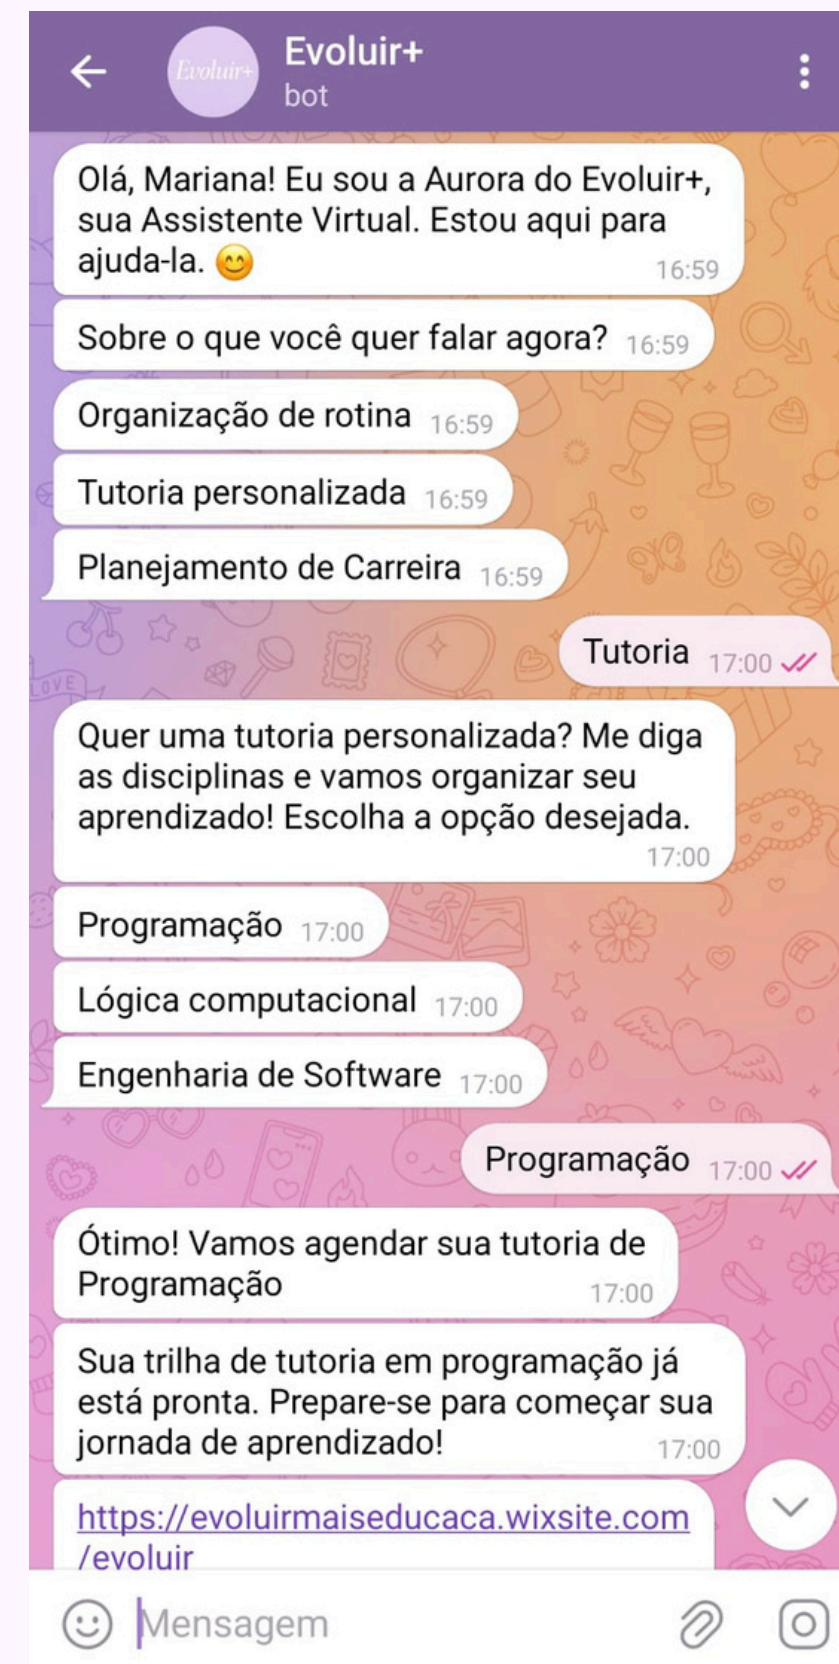 Evoluir+
Evoluir+
bot
Olá, Mariana! Eu sou a Aurora do Evoluir+,
sua Assistente Virtual. Estou aqui para
ajuda-la. 😊 16:59
Sobre o que você quer falar agora? 16:59
Organização de rotina 16:59
Tutoria personalizada 16:59
Planejamento de Carreira 16:59
LOVE
Tutoria 17:00
Quer uma tutoria personalizada? Me diga
as disciplinas e vamos organizar seu
aprendizado! Escolha a opção desejada.
17:00
Programação 17:00
Lógica computacional 17:00
Engenharia de Software 17:00
Programação 17:00
Ótimo! Vamos agendar sua tutoria de
Programação 17:00
Sua trilha de tutoria em programação já
está pronta. Prepare-se para começar sua
jornada de aprendizado! 17:00
https://evoluirmaiseducaca.wixsite.com
/evoluir
Mensagem